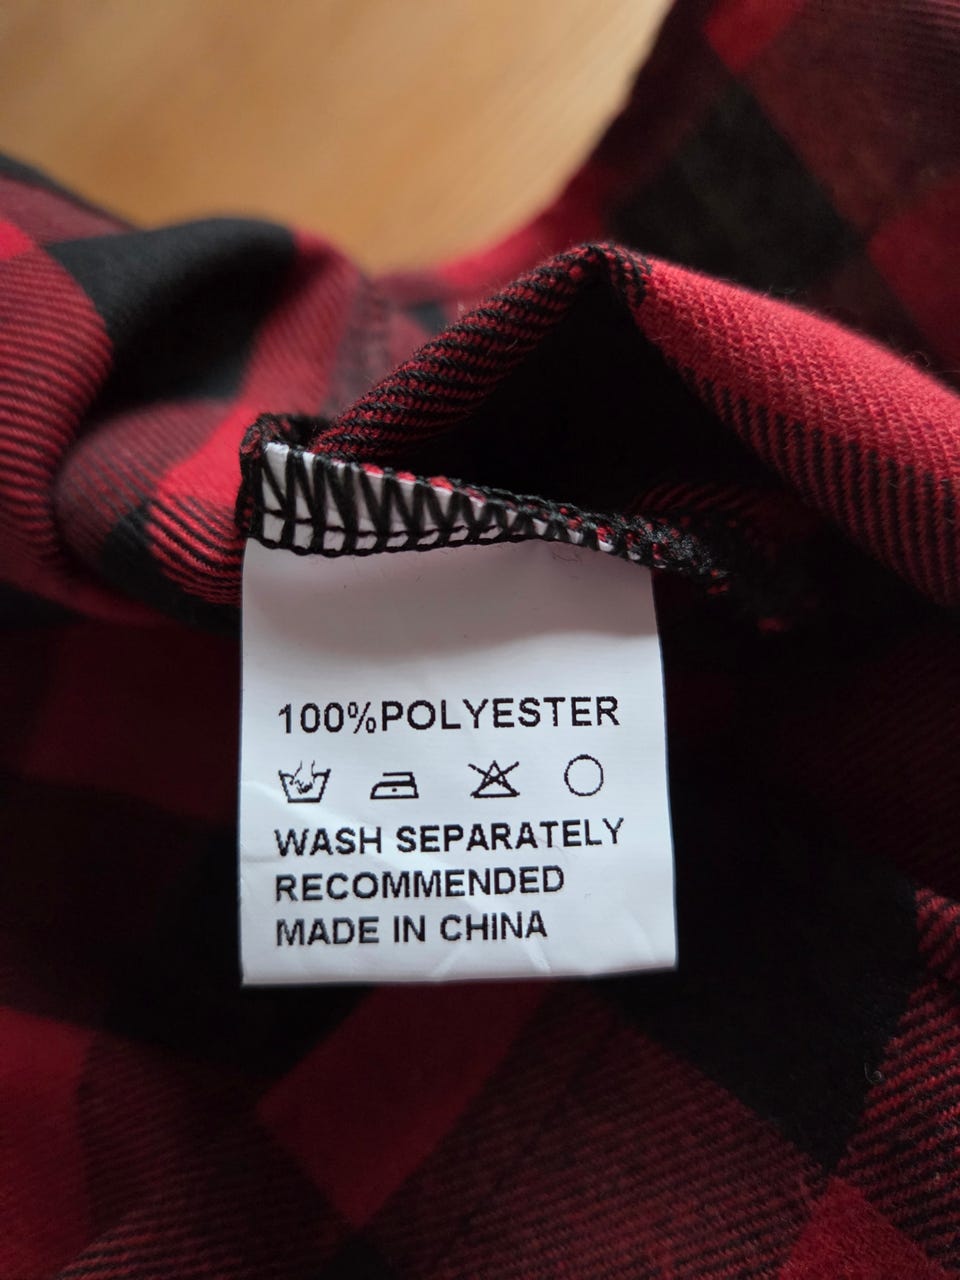 100%POLYESTER
WASH SEPARATELY
RECOMMENDED
MADE IN CHINA